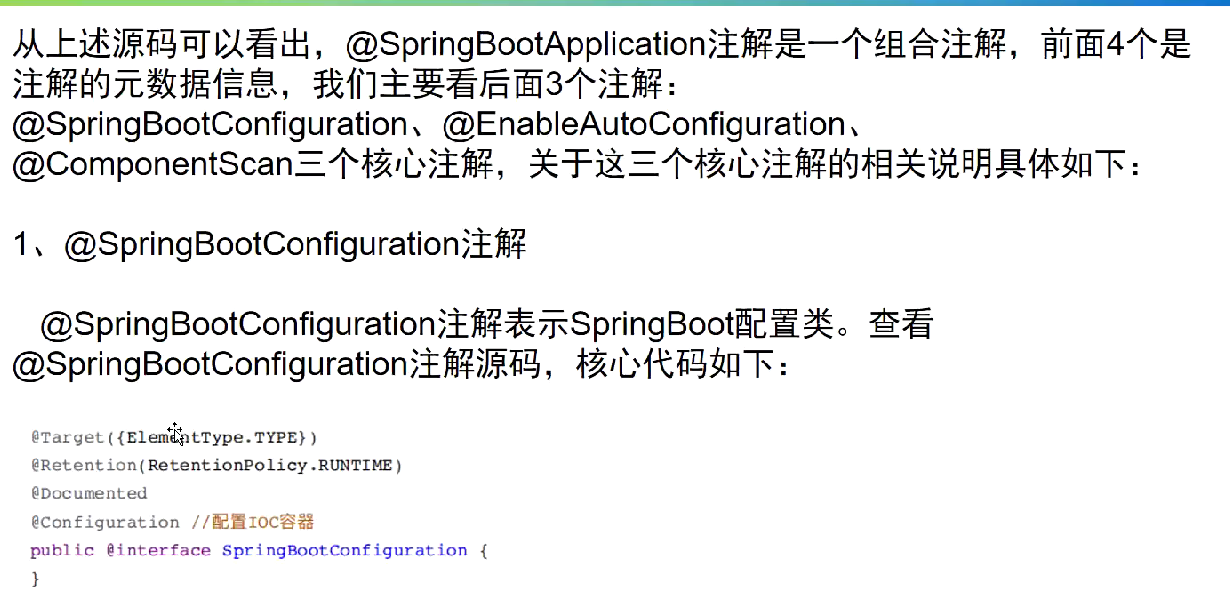 从上述源码可以看出，@SpringBootApplication注解是一个组合注解，前面4个是
注解的元数据信息，我们主要看后面3个注解：
@SpringBootConfiguration、@EnableAutoConfiguration、
@ComponentScan三个核心注解，关于这三个核心注解的相关说明具体如下：
1、@SpringBootConfiguration注解
@SpringBootConfiguration注解表示SpringBoot配置类。查看
@SpringBootConfiguration注解源码，核心代码如下：
@Target({ElementType.TYPE})
@Retention(RetentionPolicy.RUNTIME)
@Documented
@Configuration //配置IOC容器
public @interface SpringBootConfiguration {
}